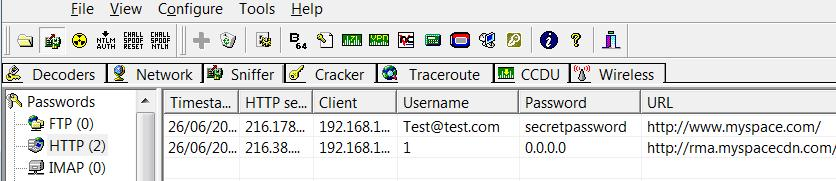 File View Configure Tools Help
NTLM AUTH CHALL SPOOF RESET CHALL SPOOF NTLM B 64
Decoders Network Sniffer Cracker Traceroute CCDU Wireless
Passwords Timesta... HTTP se... Client Username Password URL
FTP (0) 26/06/20... 216.178... 192.168.1... Test@test.com secretpassword http://www.myspace.com/
HTTP (2) 26/06/20... 216.38.... 192.168.1... 1 0.0.0.0 http://rma.myspacecdn.com/
IMAP (0)